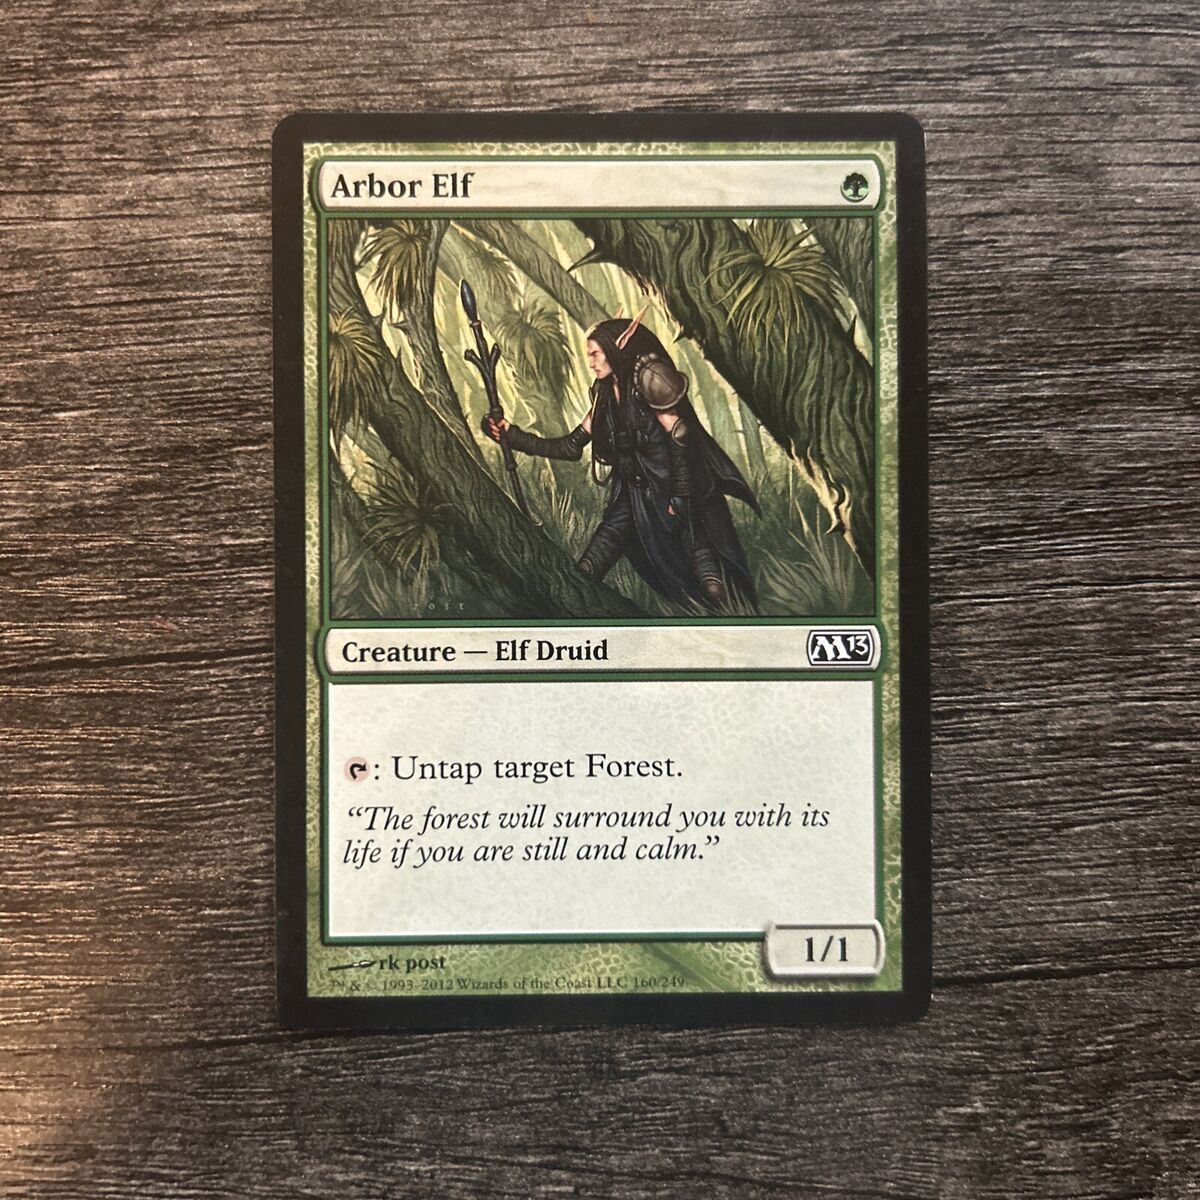 Arbor Elf
Creature — Elf Druid
M13
: Untap target Forest.
“The forest will surround you with its
life if you are still and calm.”
1/1
rk post
™ & © 1993–2012 Wizards of the Coast LLC 160/249